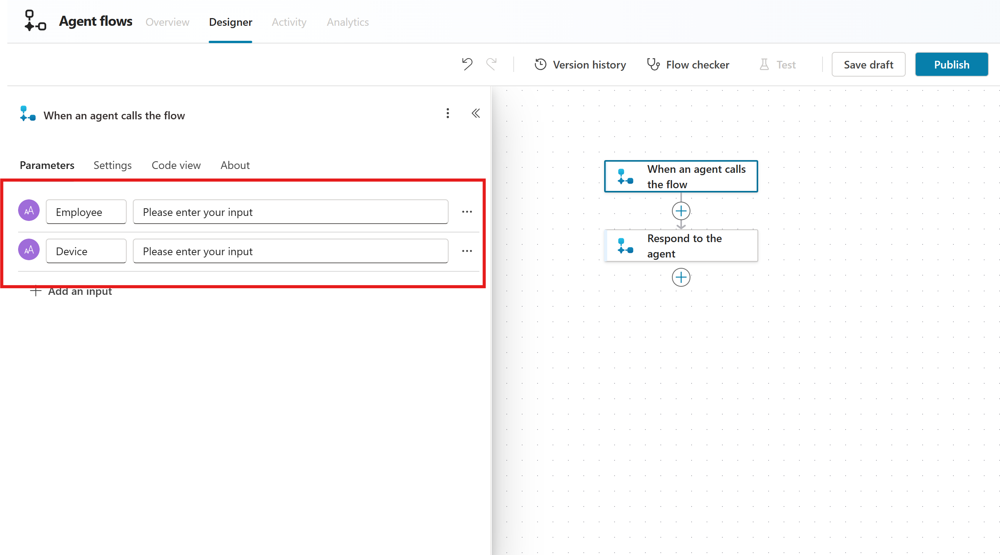 Agent flows
Overview
Designer
Activity
Analytics
Version history
Flow checker
Test
Save draft
Publish
When an agent calls the flow
Parameters
Settings
Code view
About
AA
Employee
Please enter your input
AA
Device
Please enter your input
Add an input
When an agent calls
the flow
Respond to the
agent